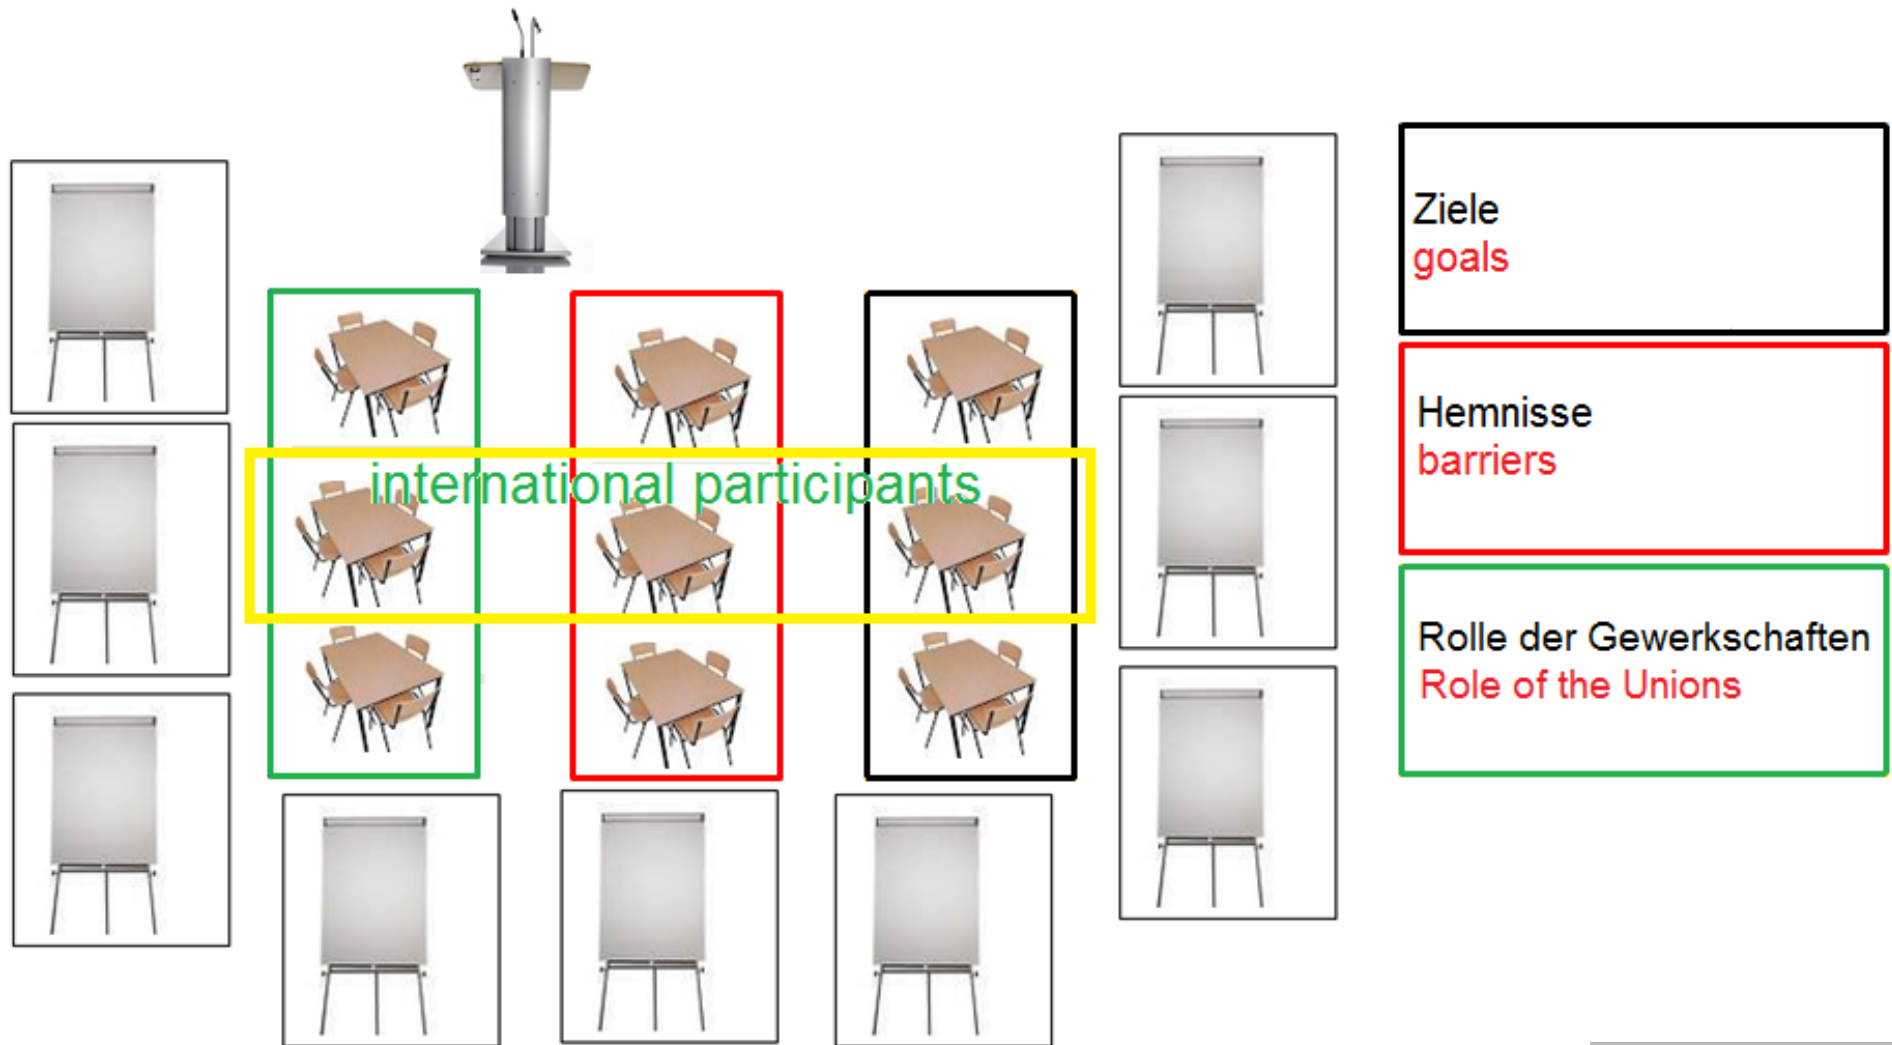 international participants
Ziele
goals
Hemnisse
barriers
Rolle der Gewerkschaften
Role of the Unions